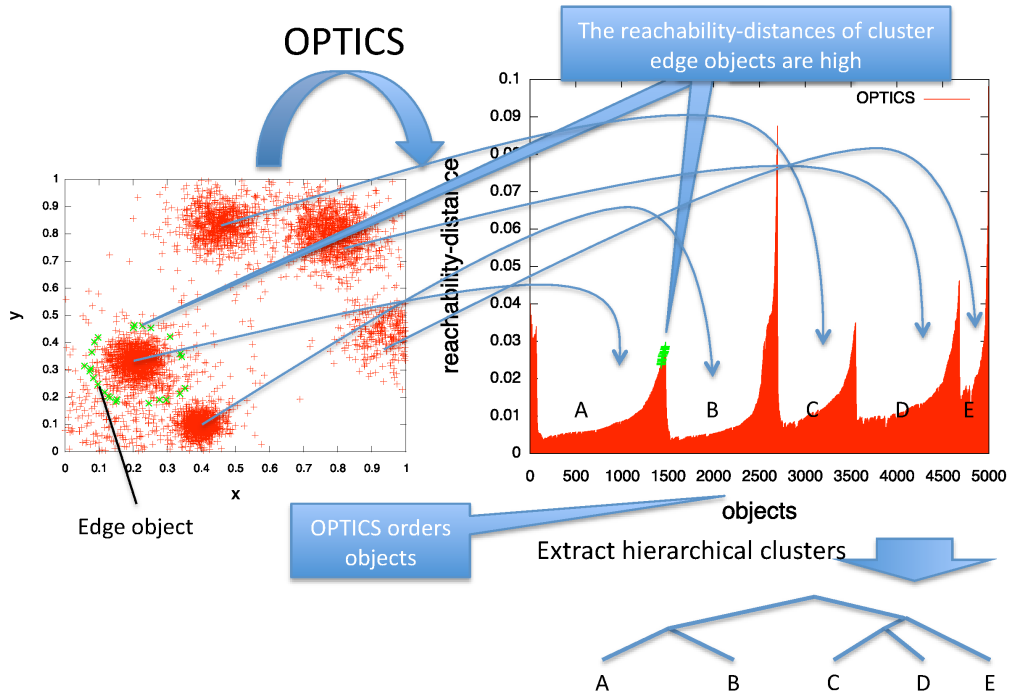 OPTICS
The reachability-distances of cluster
edge objects are high
1
0.9
0.8
0.7
0.6
0.5
0.4
0.3
0.2
0.1
0
y
0 0.1 0.2 0.3 0.4 0.5 0.6 0.7 0.8 0.9 1
x
Edge object
0.1
0.09
0.08
0.07
0.06
0.05
0.04
0.03
0.02
0.01
0
reachability-distance
OPTICS
A B C D E
0 500 1000 1500 2000 2500 3000 3500 4000 4500 5000
objects
OPTICS orders
objects
Extract hierarchical clusters
A B C D E